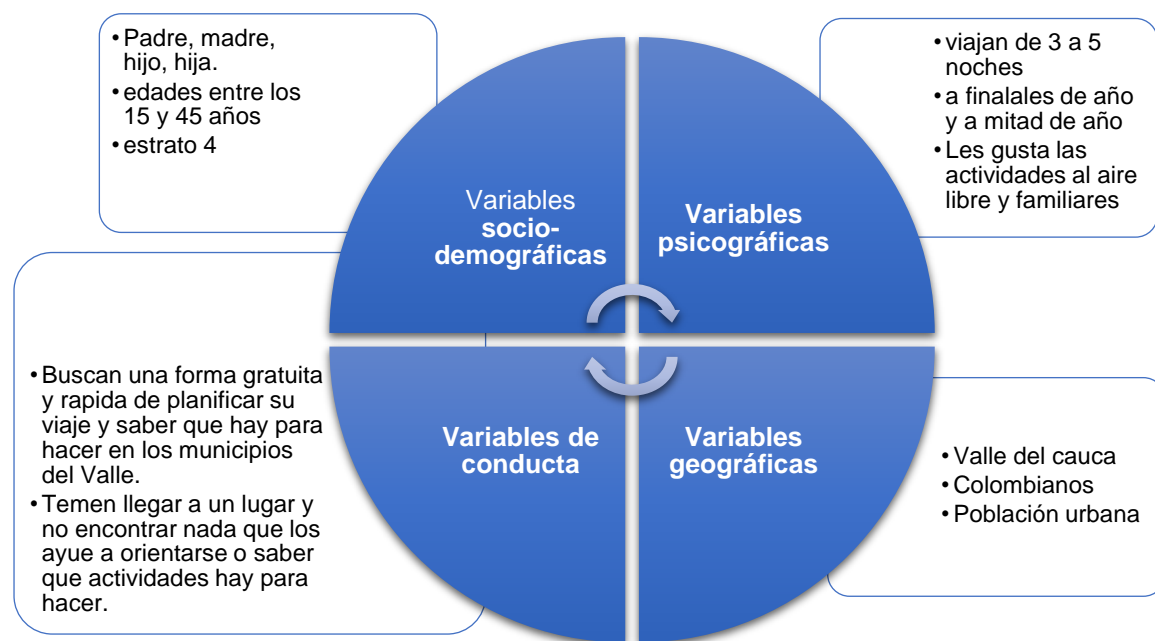 • Padre, madre,
hijo, hija.
• edades entre los
15 y 45 años
• estrato 4
Variables
socio-
demográficas
• viajan de 3 a 5
noches
• a finalales de año
y a mitad de año
• Les gusta las
actividades al aire
libre y familiares
Variables
psicográficas
• Buscan una forma gratuita
y rapida de planificar su
viaje y saber que hay para
hacer en los municipios
del Valle.
• Temen llegar a un lugar y
no encontrar nada que los
ayue a orientarse o saber
que actividades hay para
hacer.
Variables de
conducta
Variables
geográficas
• Valle del cauca
• Colombianos
• Población urbana